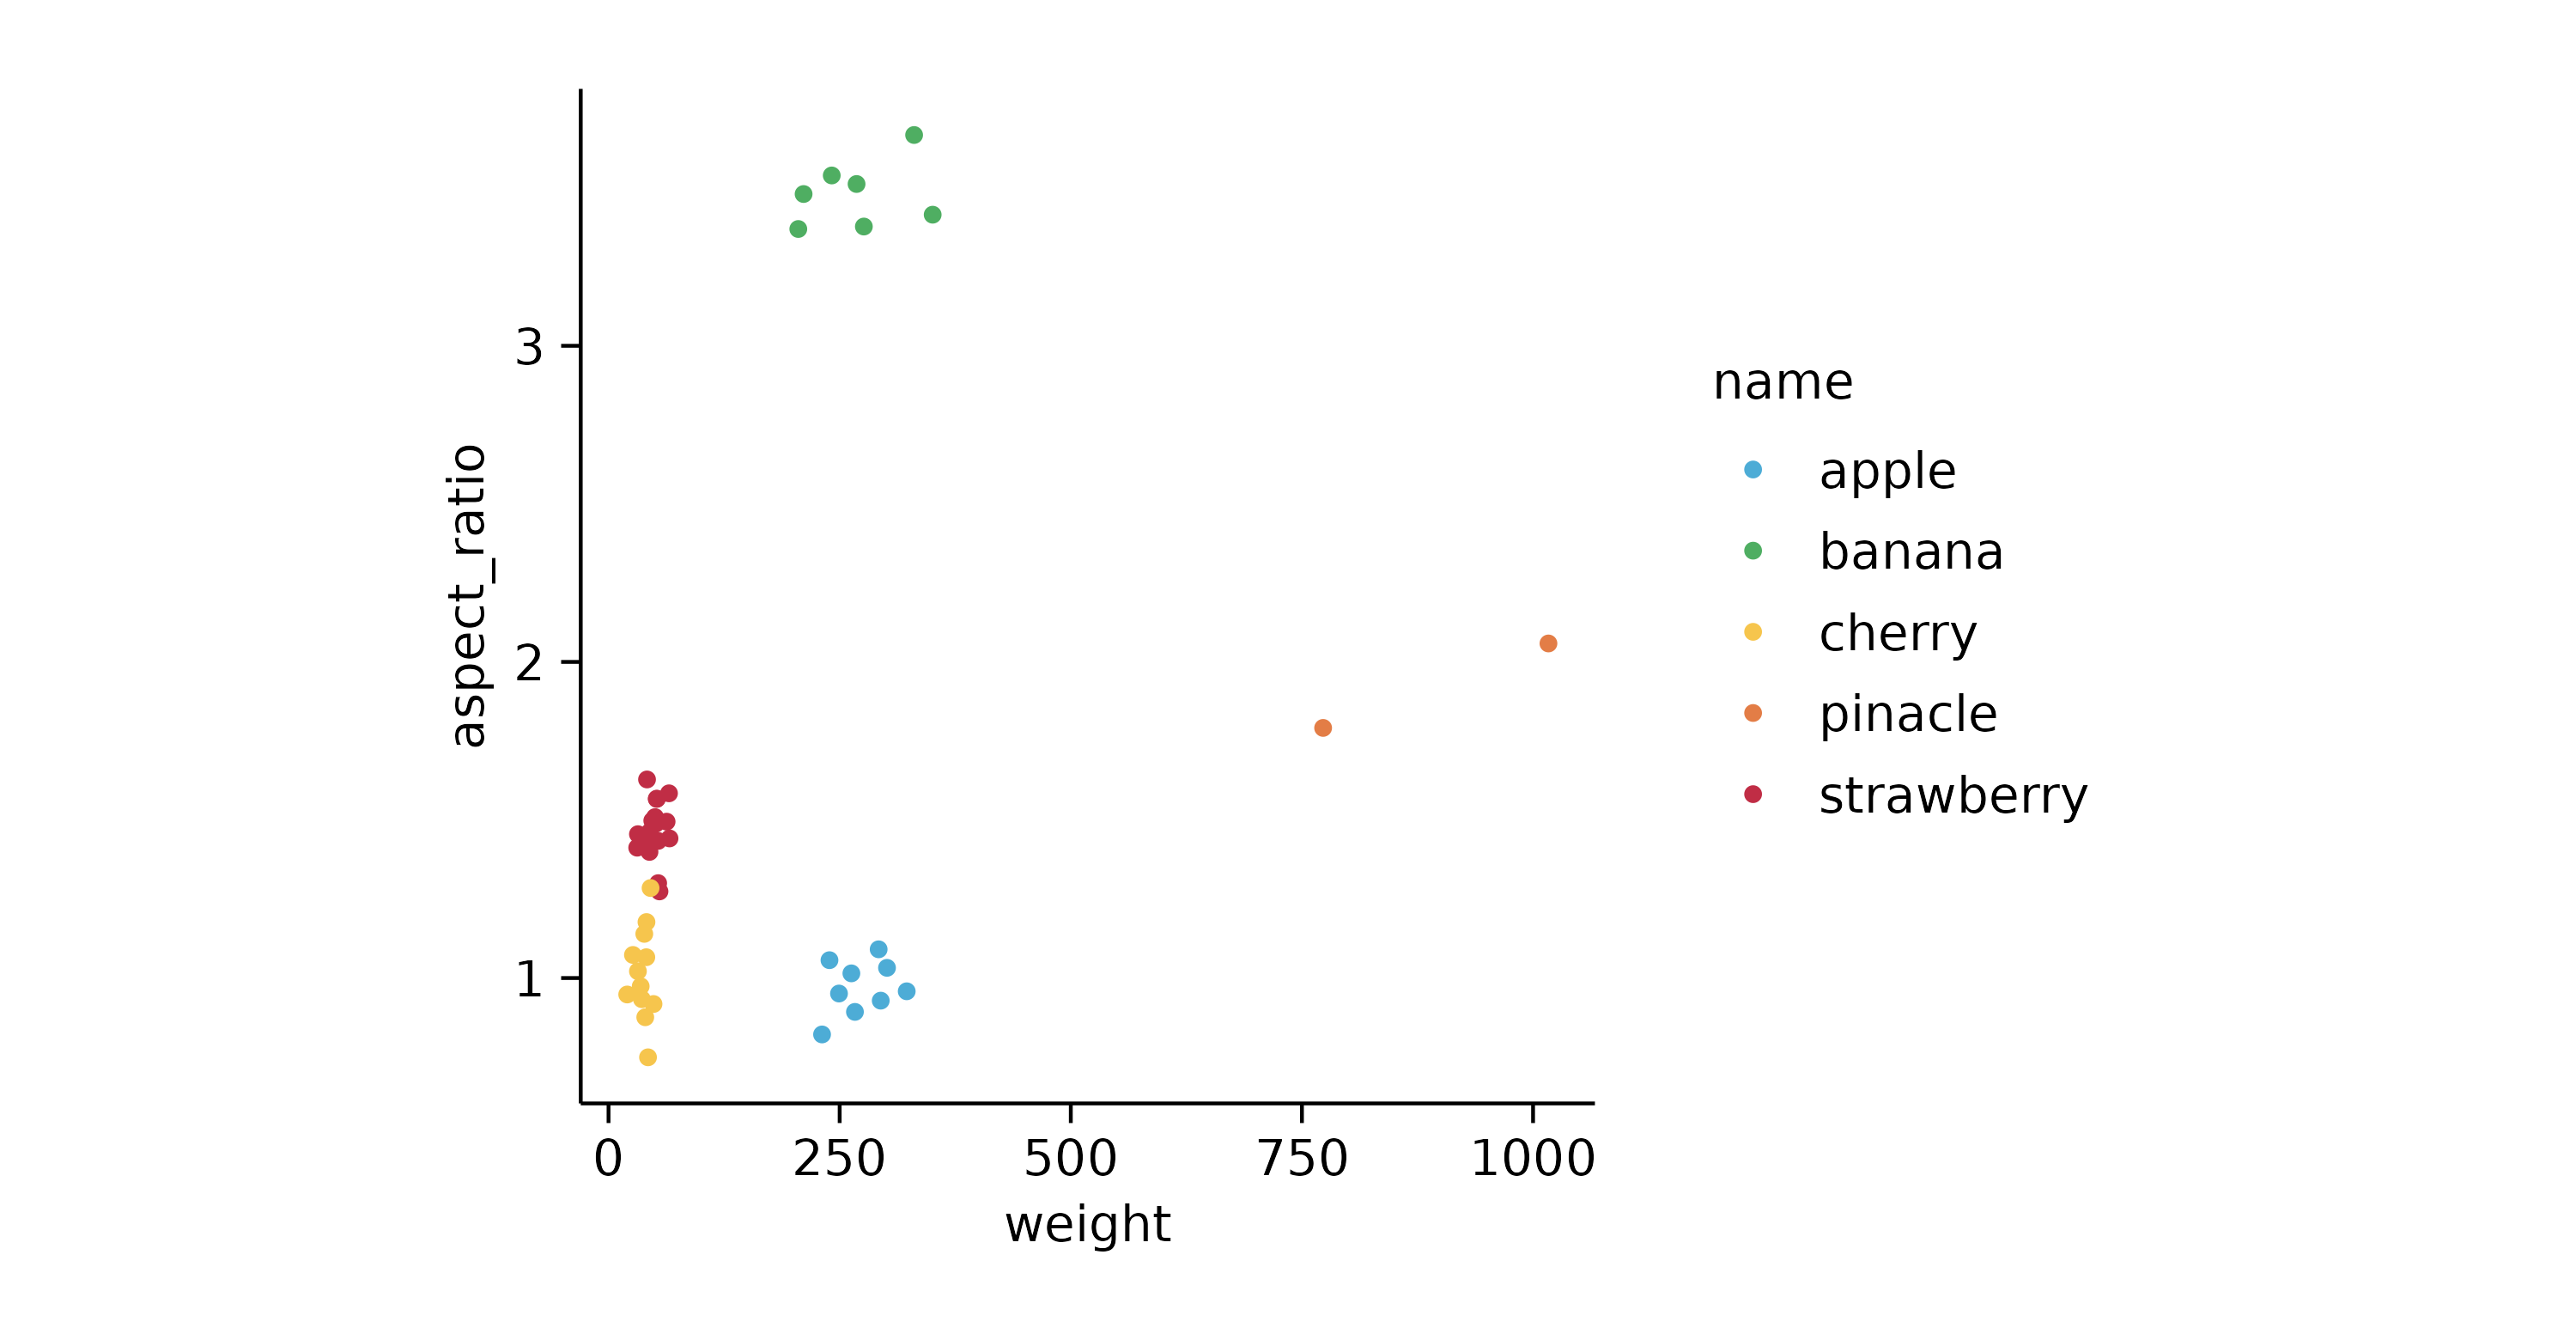 3
2
1
aspect_ratio
0 250 500 750 1000
weight
name
apple
banana
cherry
pinacle
strawberry